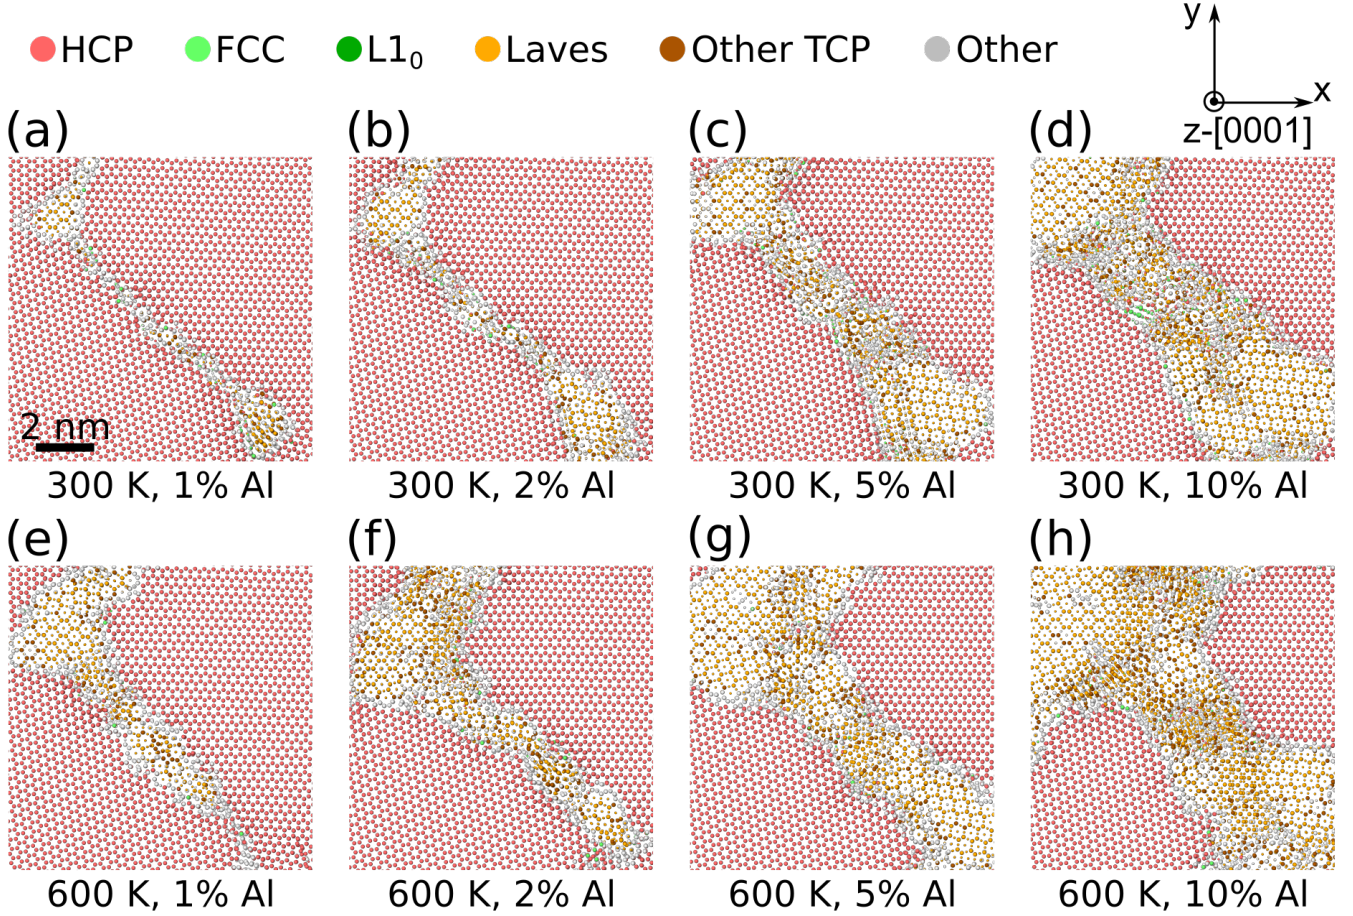 HCP FCC L1₀ Laves Other TCP Other
y
x
z-[0001]
(a) (b) (c) (d)
2 nm
300 K, 1% Al 300 K, 2% Al 300 K, 5% Al 300 K, 10% Al
(e) (f) (g) (h)
600 K, 1% Al 600 K, 2% Al 600 K, 5% Al 600 K, 10% Al